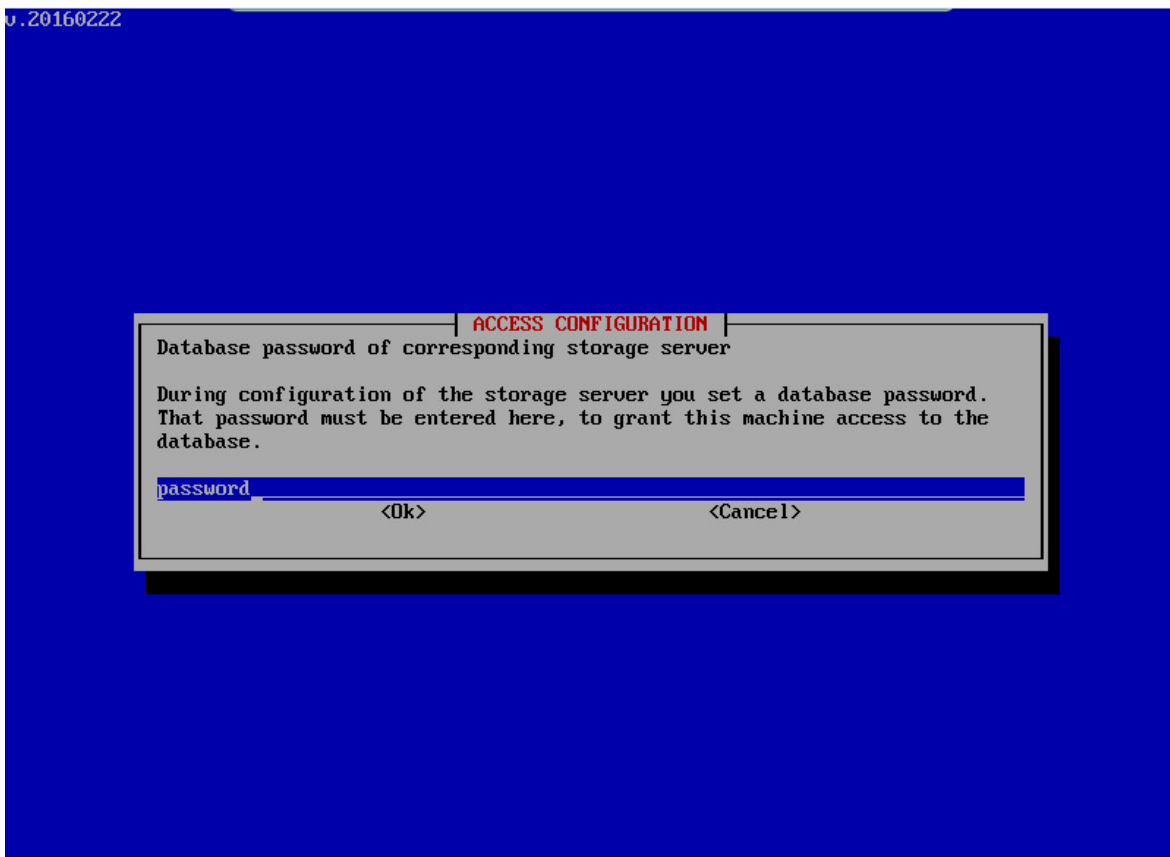 v.20160222
ACCESS CONFIGURATION
Database password of corresponding storage server
During configuration of the storage server you set a database password.
That password must be entered here, to grant this machine access to the
database.
password
<Ok> <Cancel>